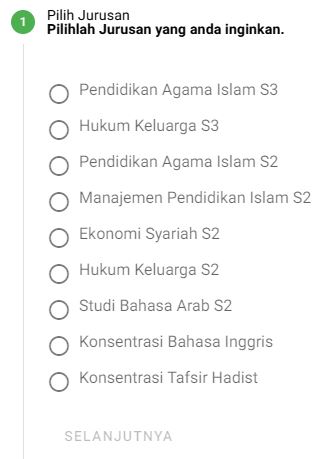 1
Pilih Jurusan
Pilihlah Jurusan yang anda inginkan.
Pendidikan Agama Islam S3
Hukum Keluarga S3
Pendidikan Agama Islam S2
Manajemen Pendidikan Islam S2
Ekonomi Syariah S2
Hukum Keluarga S2
Studi Bahasa Arab S2
Konsentrasi Bahasa Inggris
Konsentrasi Tafsir Hadist
SELANJUTNYA